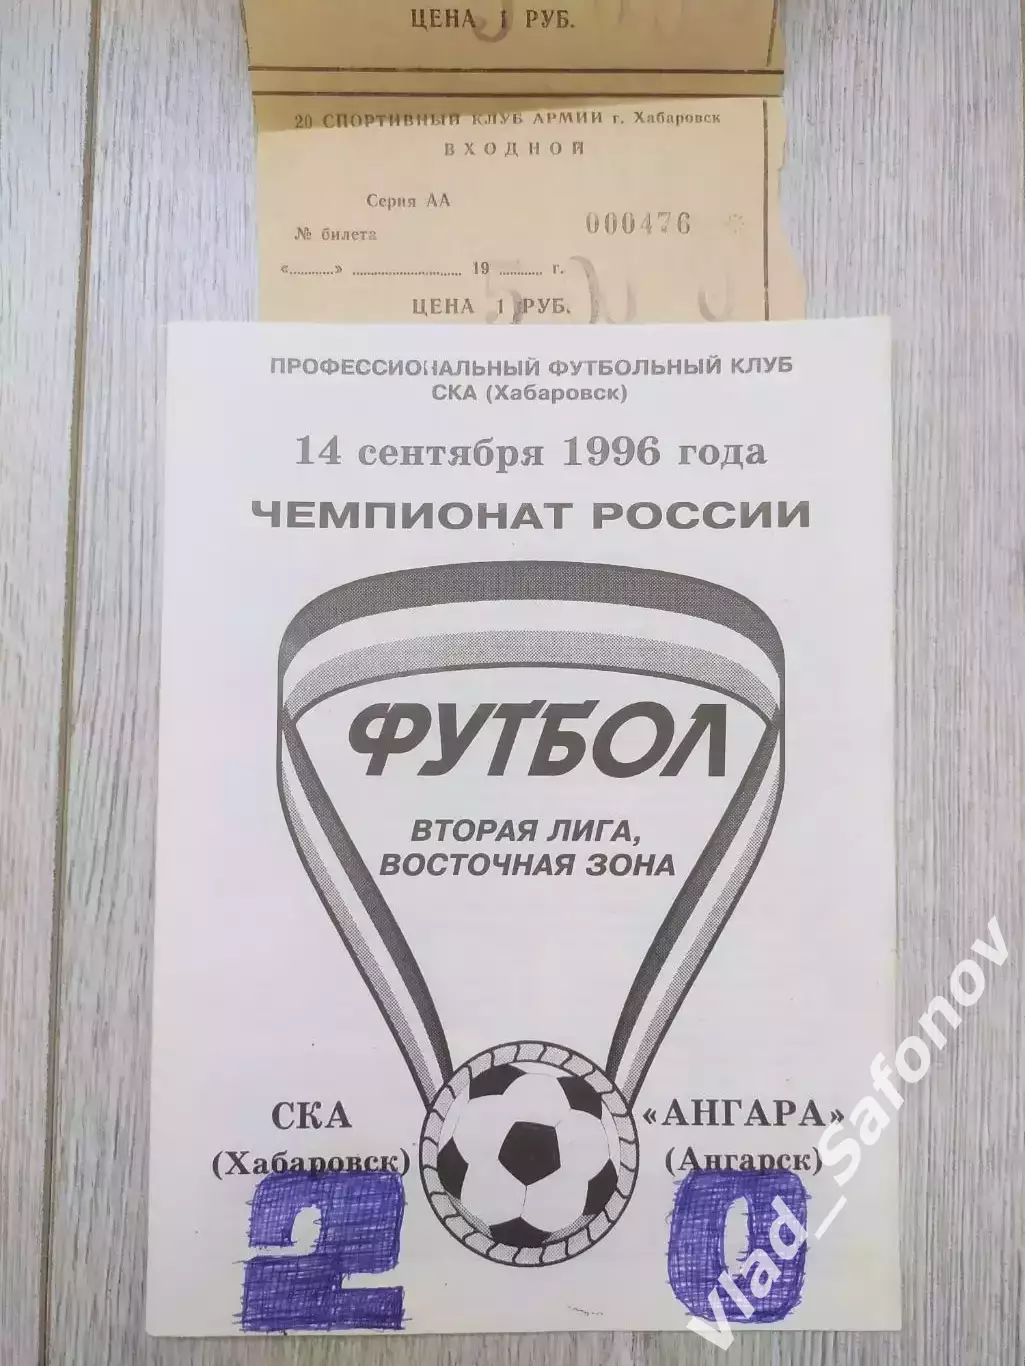 ЦЕНА 1 РУБ.
20 СПОРТИВНЫЙ КЛУБ АРМИИ г. Хабаровск
ВХОДНОЙ
Серия АА
№ билета 000476
«...........» ........................... 19 ........... г.
ЦЕНА 1 РУБ.
ПРОФЕССИОНАЛЬНЫЙ ФУТБОЛЬНЫЙ КЛУБ
СКА (Хабаровск)
14 сентября 1996 года
ЧЕМПИОНАТ РОССИИ
ФУТБОЛ
ВТОРАЯ ЛИГА,
ВОСТОЧНАЯ ЗОНА
СКА «АНГАРА»
(Хабаровск) (Ангарск)
2 0
Vlad_Safonov